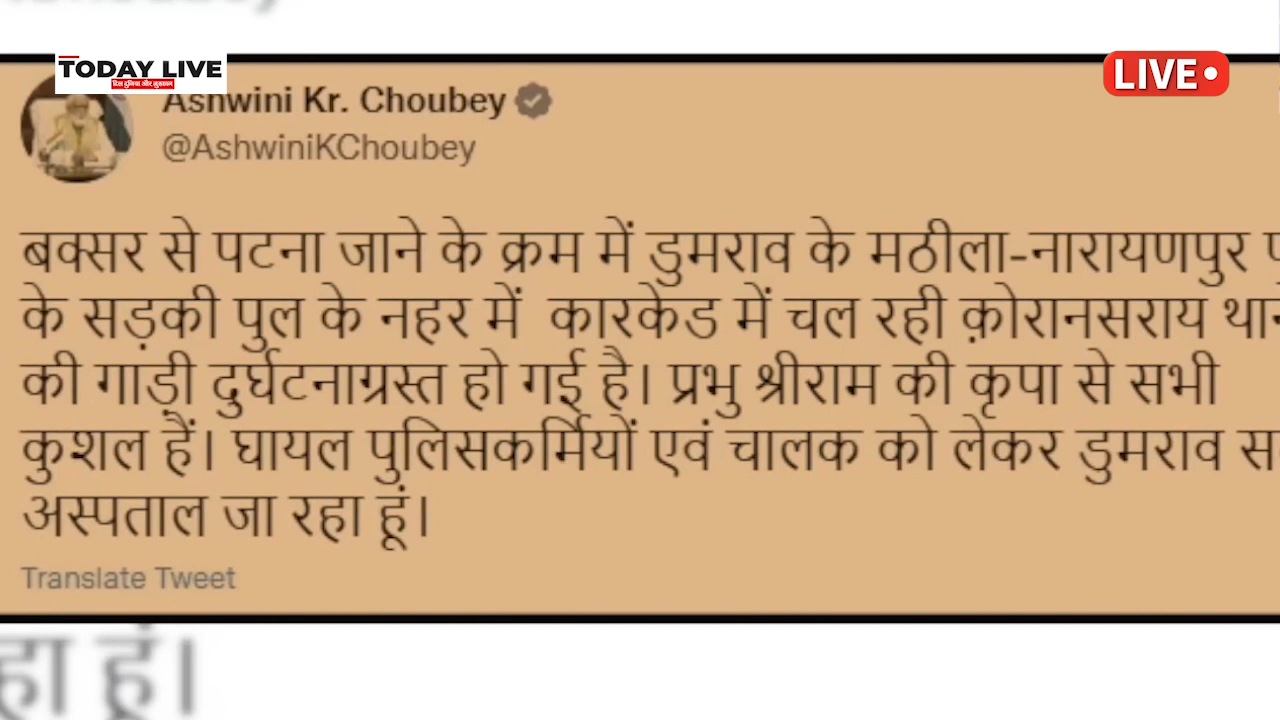 TODAY LIVE
LIVE
Ashwini Kr. Choubey
@AshwiniKChoubey
बक्सर से पटना जाने के क्रम में डुमराव के मठीला-नारायणपुर
के सड़की पुल के नहर में कारकेड में चल रही क़ोरानसराय
की गाड़ी दुर्घटनाग्रस्त हो गई है। प्रभु श्रीराम की कृपा से सभी
कुशल हैं। घायल पुलिसकर्मियों एवं चालक को लेकर डुमराव
अस्पताल जा रहा हूं।
Translate Tweet
हूं।